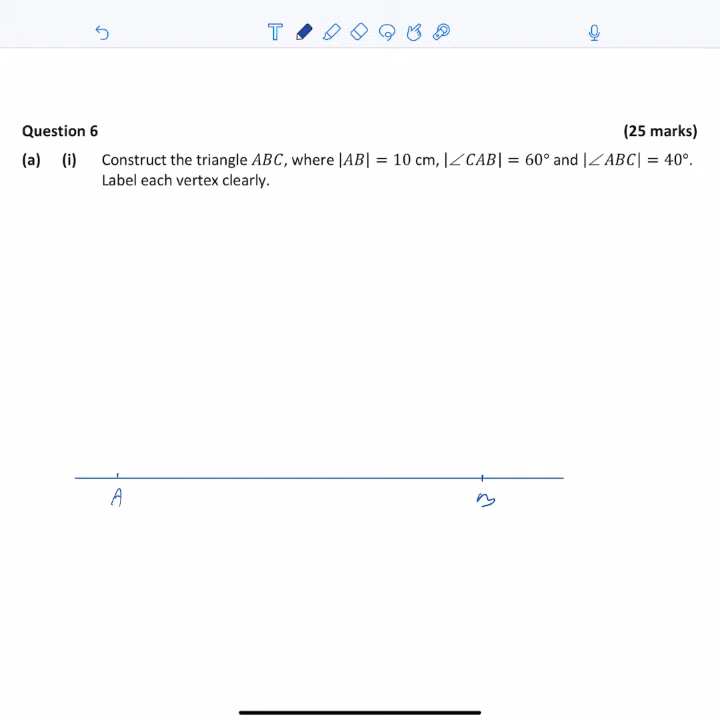 Question 6 (25 marks)
(a) (i) Construct the triangle ABC, where |AB| = 10 cm, |∠CAB| = 60° and |∠ABC| = 40°.
Label each vertex clearly.
A B